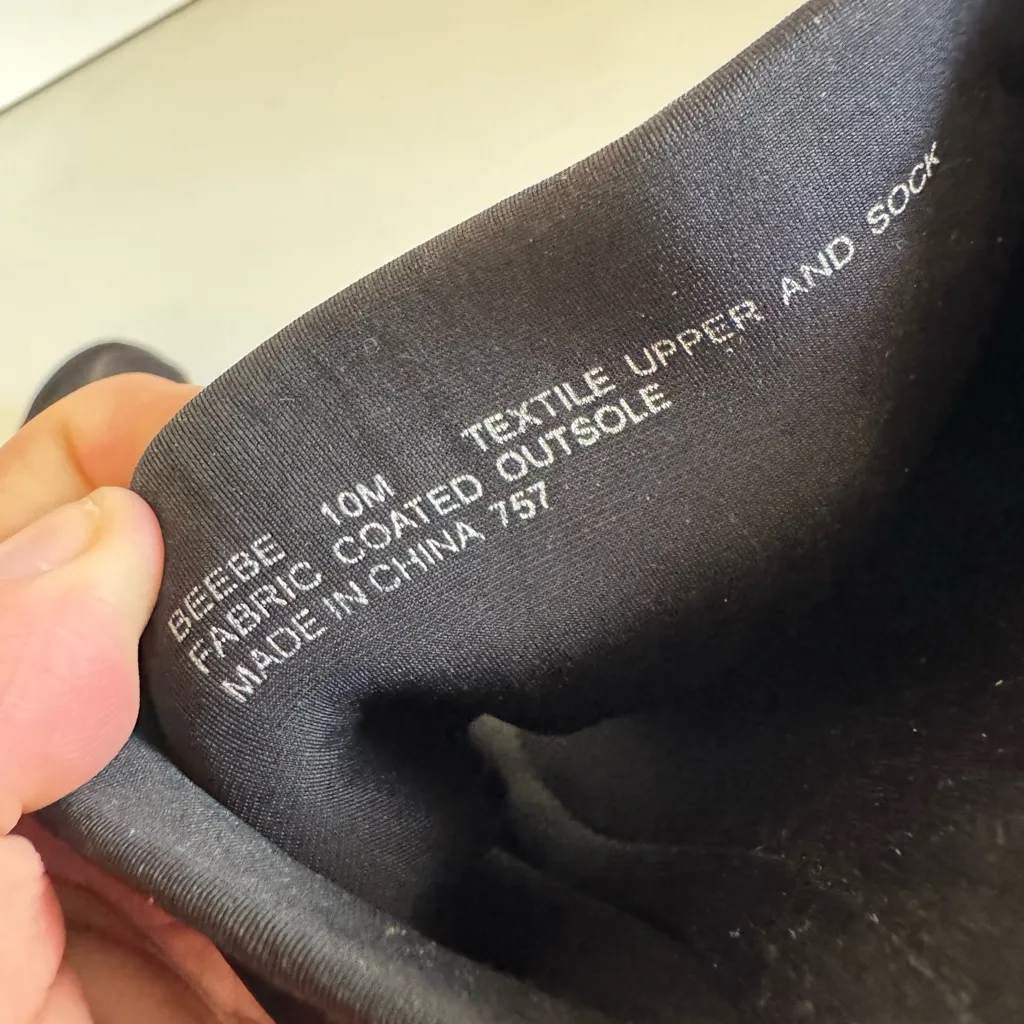 BEEBE 10M TEXTILE UPPER AND SOCK
FABRIC COATED OUTSOLE
MADE IN CHINA 757